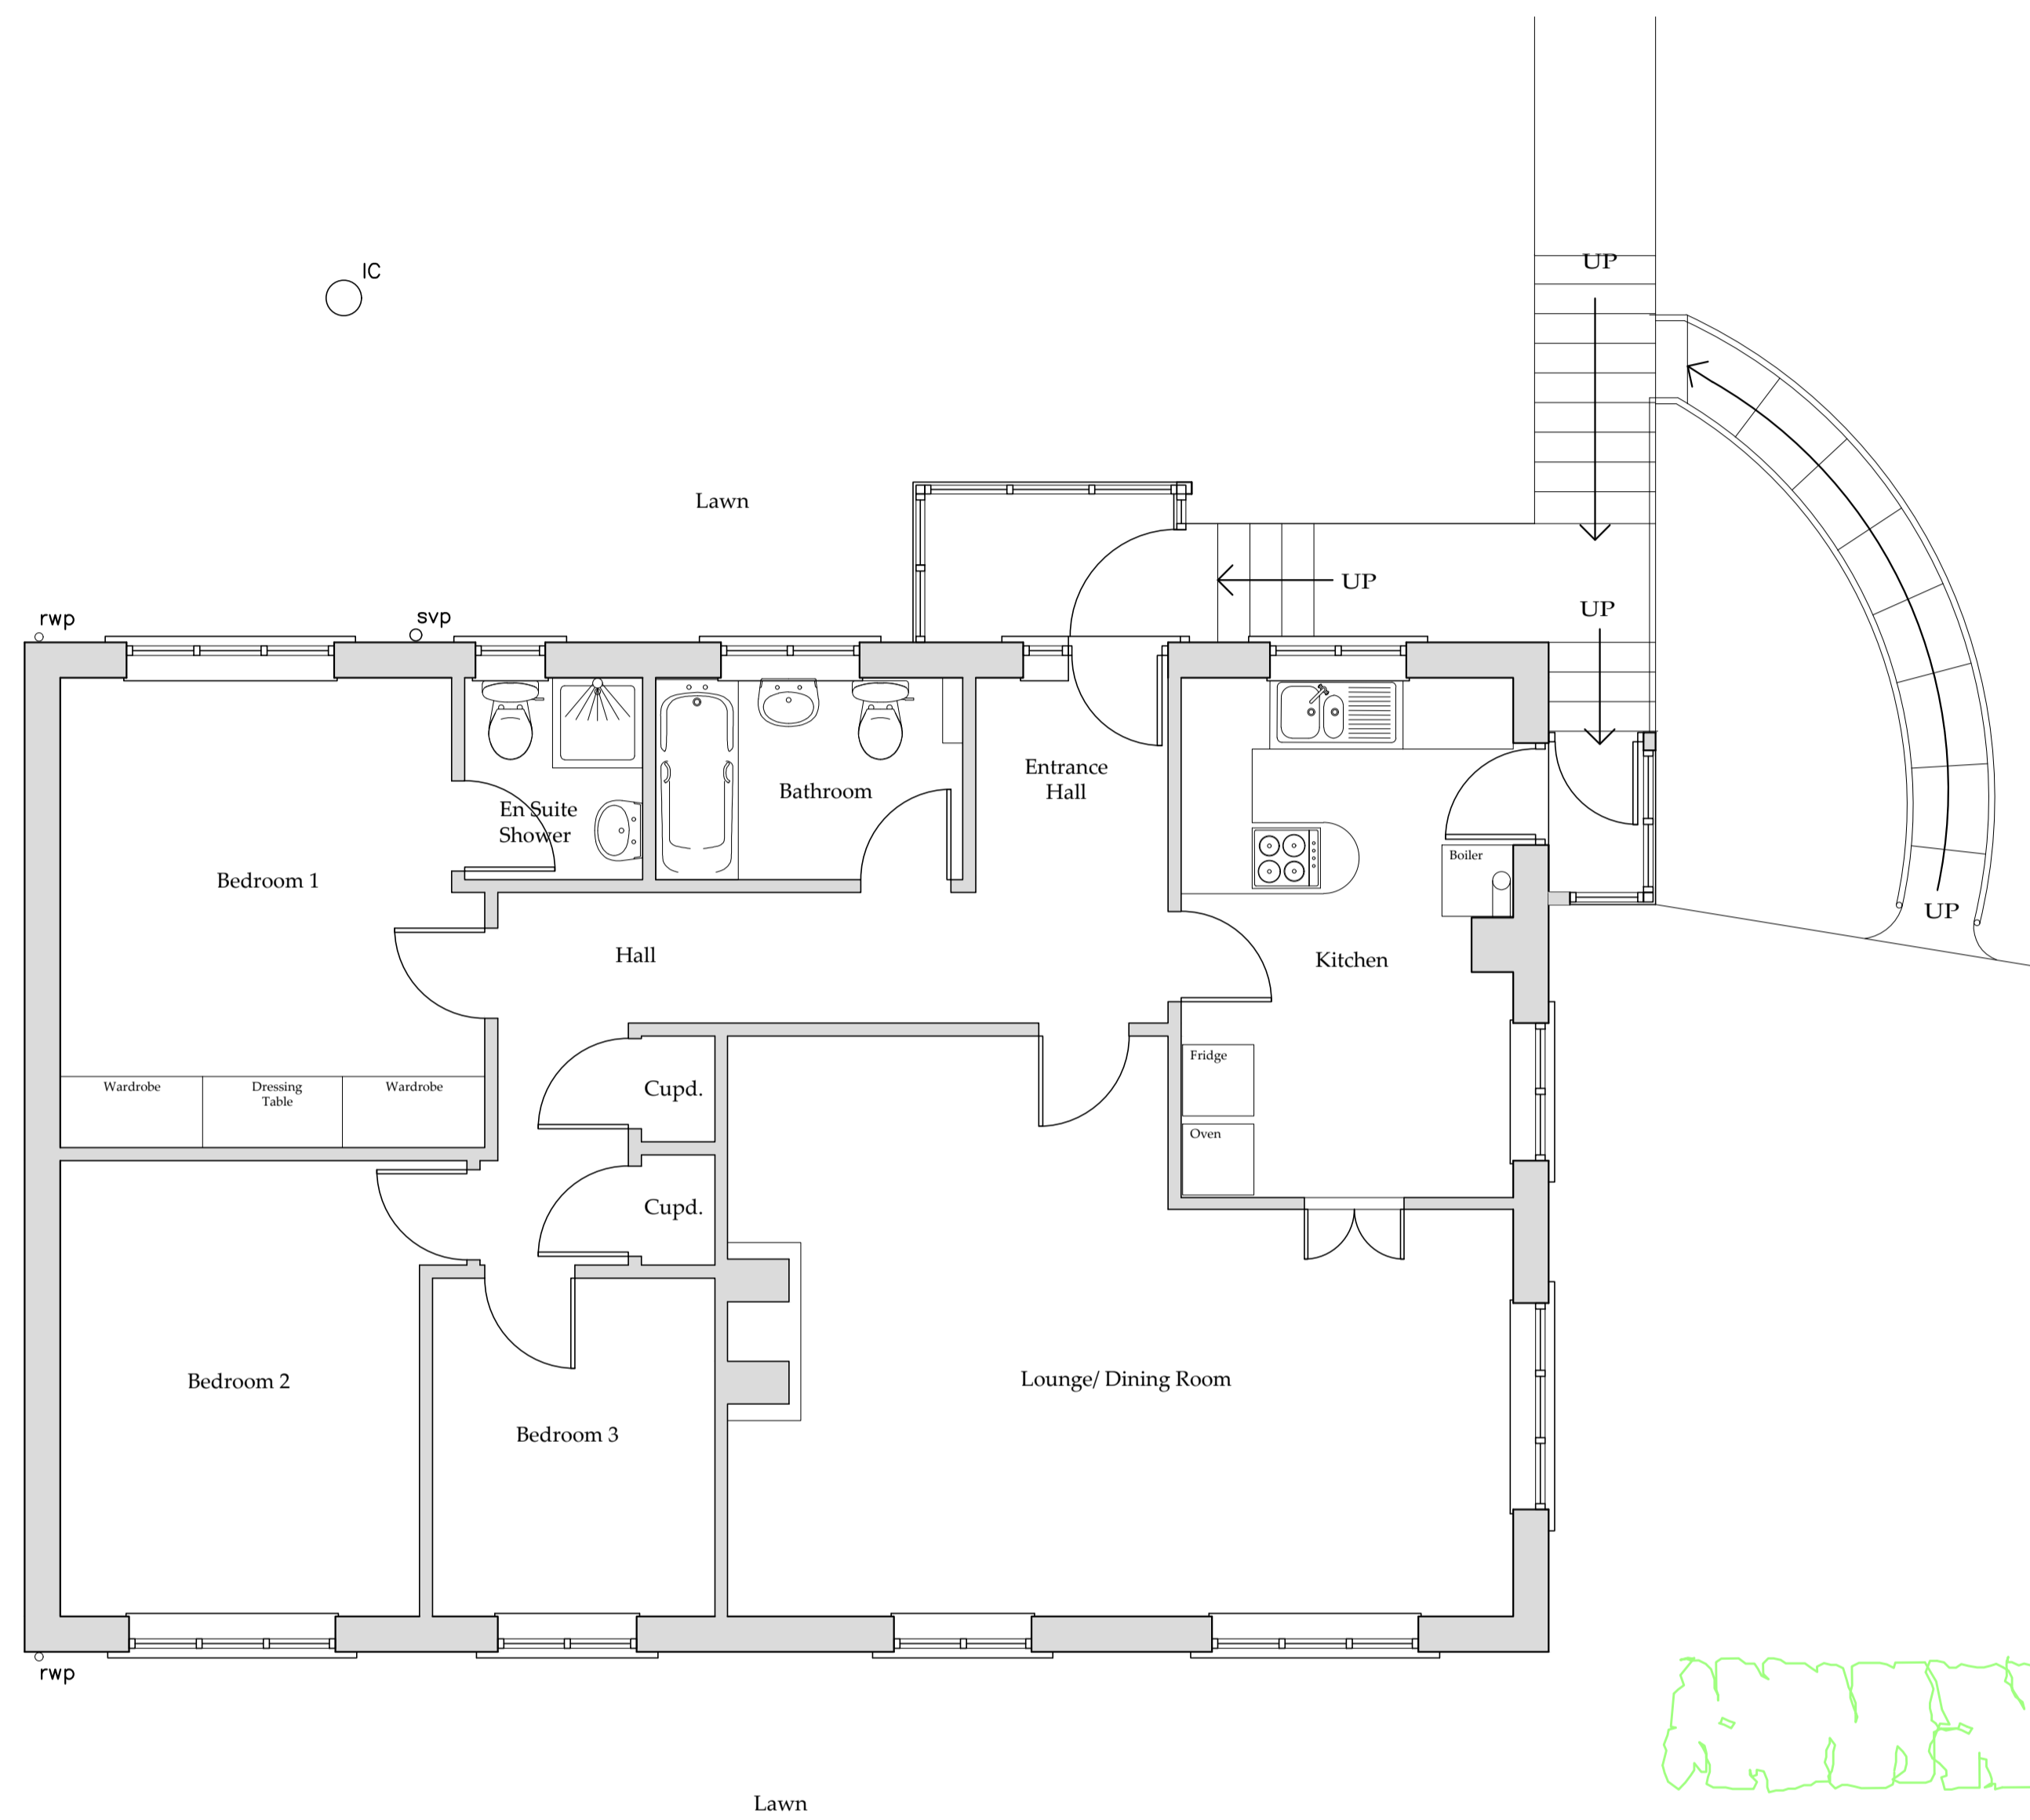 UP
IC
Lawn
UP
UP
rwp
svp
Entrance
Hall
Bathroom
En Suite
Shower
Boiler
Bedroom 1
UP
Hall
Kitchen
Fridge
Wardrobe
Dressing
Table
Wardrobe
Cupd.
Oven
Cupd.
Bedroom 2
Lounge/ Dining Room
Bedroom 3
rwp
Lawn